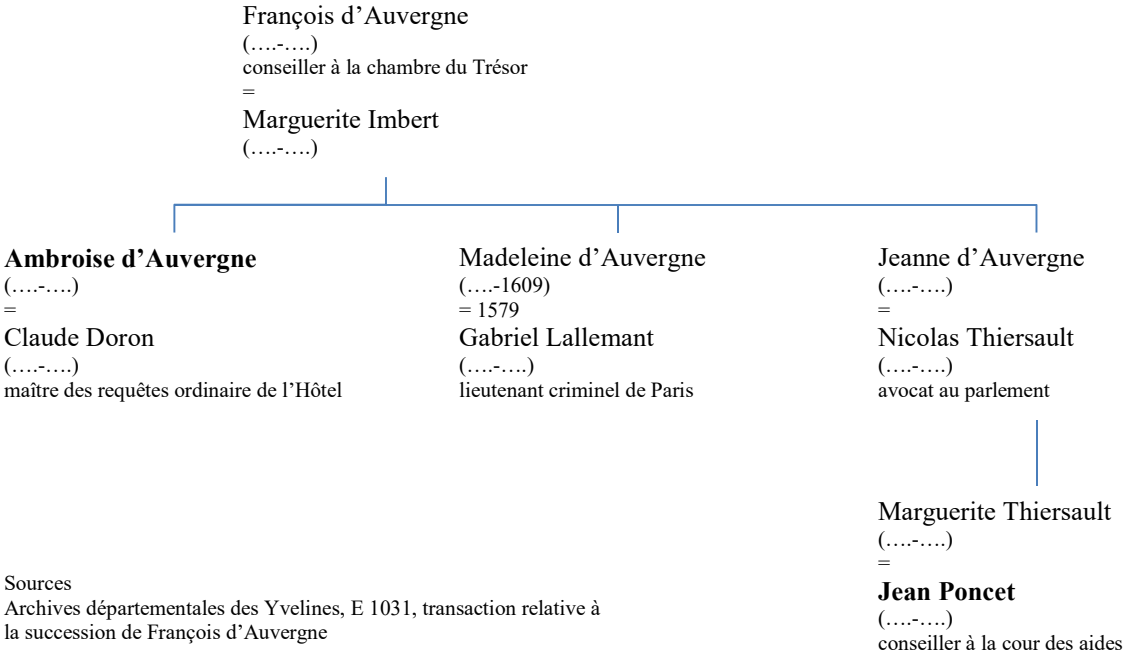 François d’Auvergne
(….-….)
conseiller à la chambre du Trésor
=
Marguerite Imbert
(….-….)
Ambroise d’Auvergne
(….-….)
=
Claude Doron
(….-….)
maître des requêtes ordinaire de l’Hôtel
Madeleine d’Auvergne
(….-1609)
= 1579
Gabriel Lallemant
(….-….)
lieutenant criminel de Paris
Jeanne d’Auvergne
(….-….)
=
Nicolas Thiersault
(….-….)
avocat au parlement
Marguerite Thiersault
(….-….)
=
Jean Poncet
(….-….)
conseiller à la cour des aides
Sources
Archives départementales des Yvelines, E 1031, transaction relative à
la succession de François d’Auvergne